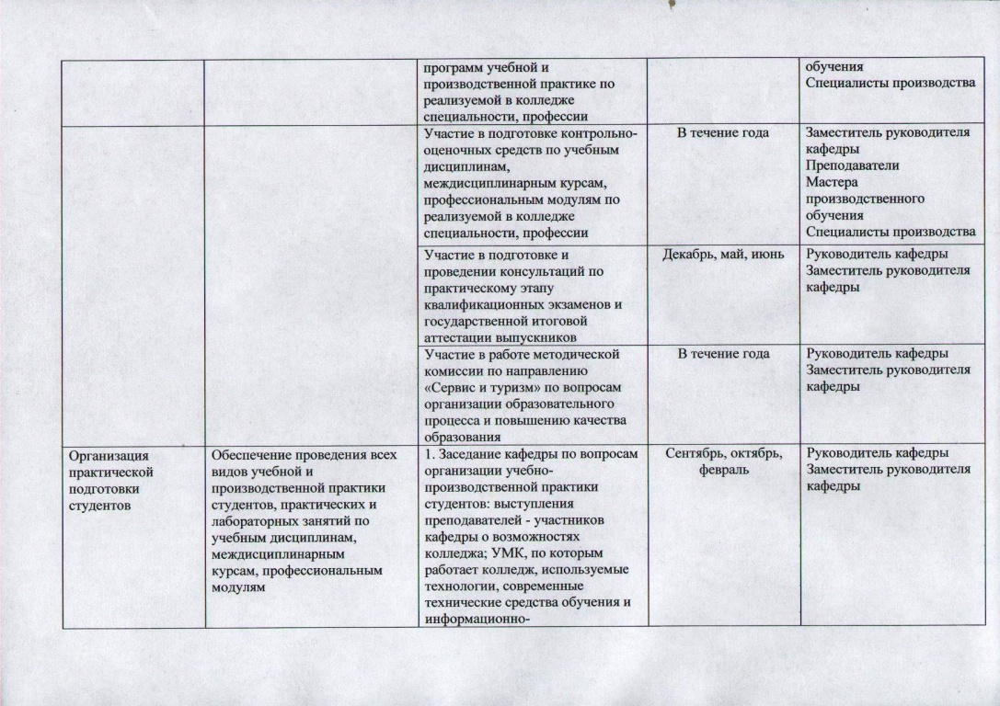 программ учебной и
производственной практике по
реализуемой в колледже
специальности, профессии
обучения
Специалисты производства
Участие в подготовке контрольно-
оценочных средств по учебным
дисциплинам,
междисциплинарным курсам,
профессиональным модулям по
реализуемой в колледже
специальности, профессии
В течение года
Заместитель руководителя
кафедры
Преподаватели
Мастера
производственного
обучения
Специалисты производства
Участие в подготовке и
проведении консультаций по
практическому этапу
квалификационных экзаменов и
государственной итоговой
аттестации выпускников
Декабрь, май, июнь
Руководитель кафедры
Заместитель руководителя
кафедры
Участие в работе методической
комиссии по направлению
«Сервис и туризм» по вопросам
организации образовательного
процесса и повышению качества
образования
В течение года
Руководитель кафедры
Заместитель руководителя
кафедры
Организация
практической
подготовки
студентов
Обеспечение проведения всех
видов учебной и
производственной практики
студентов, практических и
лабораторных занятий по
учебным дисциплинам,
междисциплинарным
курсам, профессиональным
модулям
1. Заседание кафедры по вопросам
организации учебно-
производственной практики
студентов: выступления
преподавателей - участников
кафедры о возможностях
колледжа; УМК, по которым
работает колледж, используемые
технологии, современные
технические средства обучения и
информационно-
Сентябрь, октябрь,
февраль
Руководитель кафедры
Заместитель руководителя
кафедры